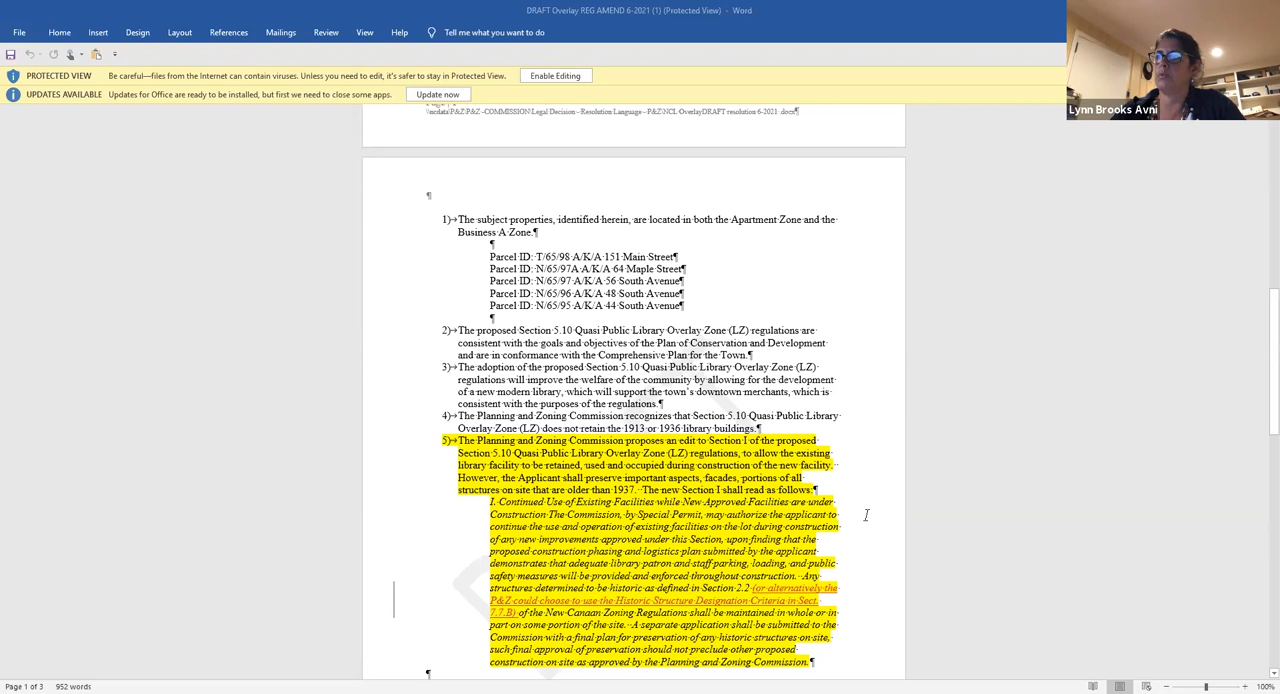 DRAFT Overlay REG AMEND 6-2021 (1) (Protected View) - Word
File Home Insert Design Layout References Mailings Review View Help Tell me what you want to do
PROTECTED VIEW Be careful—files from the Internet can contain viruses. Unless you need to edit, it's safer to stay in Protected View. Enable Editing
UPDATES AVAILABLE Updates for Office are ready to be installed, but first we need to close some apps. Update now
Lynn Brooks Avni
\\ncdata\P&Z\P&Z -COMMISSION\Legal Decision - Resolution Language - P&Z\NCL OverlayDRAFT resolution 6-2021 .docx¶
¶
1)→The subject properties, identified herein, are located in both the Apartment Zone and the
Business A Zone.¶
¶
Parcel ID: T/65/98 A/K/A 151 Main Street¶
Parcel ID: N/65/97A A/K/A 64 Maple Street¶
Parcel ID: N/65/97 A/K/A 56 South Avenue¶
Parcel ID: N/65/96 A/K/A 48 South Avenue¶
Parcel ID: N/65/95 A/K/A 44 South Avenue¶
¶
2)→The proposed Section 5.10 Quasi Public Library Overlay Zone (LZ) regulations are
consistent with the goals and objectives of the Plan of Conservation and Development
and are in conformance with the Comprehensive Plan for the Town.¶
3)→The adoption of the proposed Section 5.10 Quasi Public Library Overlay Zone (LZ)
regulations will improve the welfare of the community by allowing for the development
of a new modern library, which will support the town's downtown merchants, which is
consistent with the purposes of the regulations.¶
4)→The Planning and Zoning Commission recognizes that Section 5.10 Quasi Public Library
Overlay Zone (LZ) does not retain the 1913 or 1936 library buildings.¶
5)→The Planning and Zoning Commission proposes an edit to Section I of the proposed
Section 5.10 Quasi Public Library Overlay Zone (LZ) regulations, to allow the existing
library facility to be retained, used and occupied during construction of the new facility.
However, the Applicant shall preserve important aspects, facades, portions of all
structures on site that are older than 1937. The new Section I shall read as follows:¶
I. Continued Use of Existing Facilities while New Approved Facilities are under
Construction The Commission, by Special Permit, may authorize the applicant to
continue the use and operation of existing facilities on the lot during construction
of any new improvements approved under this Section, upon finding that the
proposed construction phasing and logistics plan submitted by the applicant
demonstrates that adequate library patron and staff parking, loading, and public
safety measures will be provided and enforced throughout construction. Any
structures determined to be historic as defined in Section 2.2 (or alternatively the
P&Z could choose to use the Historic Structure Designation Criteria in Sect.
7.7.B) of the New Canaan Zoning Regulations shall be maintained in whole or in
part on some portion of the site. A separate application shall be submitted to the
Commission with a final plan for preservation of any historic structures on site,
such final approval of preservation should not preclude other proposed
construction on site as approved by the Planning and Zoning Commission.¶
¶
Page 1 of 3 952 words 100%